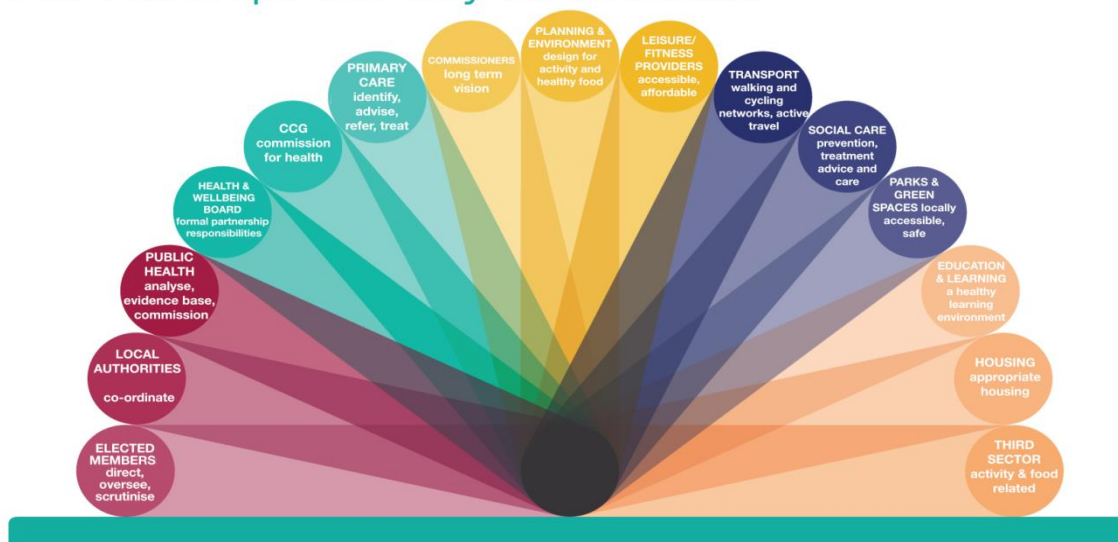 ELECTED
MEMBERS
direct,
oversee,
scrutinise
LOCAL
AUTHORITIES
co-ordinate
PUBLIC
HEALTH
analyse,
evidence base,
commission
HEALTH &
WELLBEING
BOARD
formal partnership
responsibilities
CCG
commission
for health
PRIMARY
CARE
identify,
advise,
refer, treat
COMMISSIONERS
long term
vision
PLANNING &
ENVIRONMENT
design for
activity and
healthy food
LEISURE/
FITNESS
PROVIDERS
accessible,
affordable
TRANSPORT
walking and
cycling
networks, active
travel
SOCIAL CARE
prevention,
treatment
advice and
care
PARKS &
GREEN
SPACES locally
accessible,
safe
EDUCATION
& LEARNING
a healthy
learning
environment
HOUSING
appropriate
housing
THIRD
SECTOR
activity & food
related